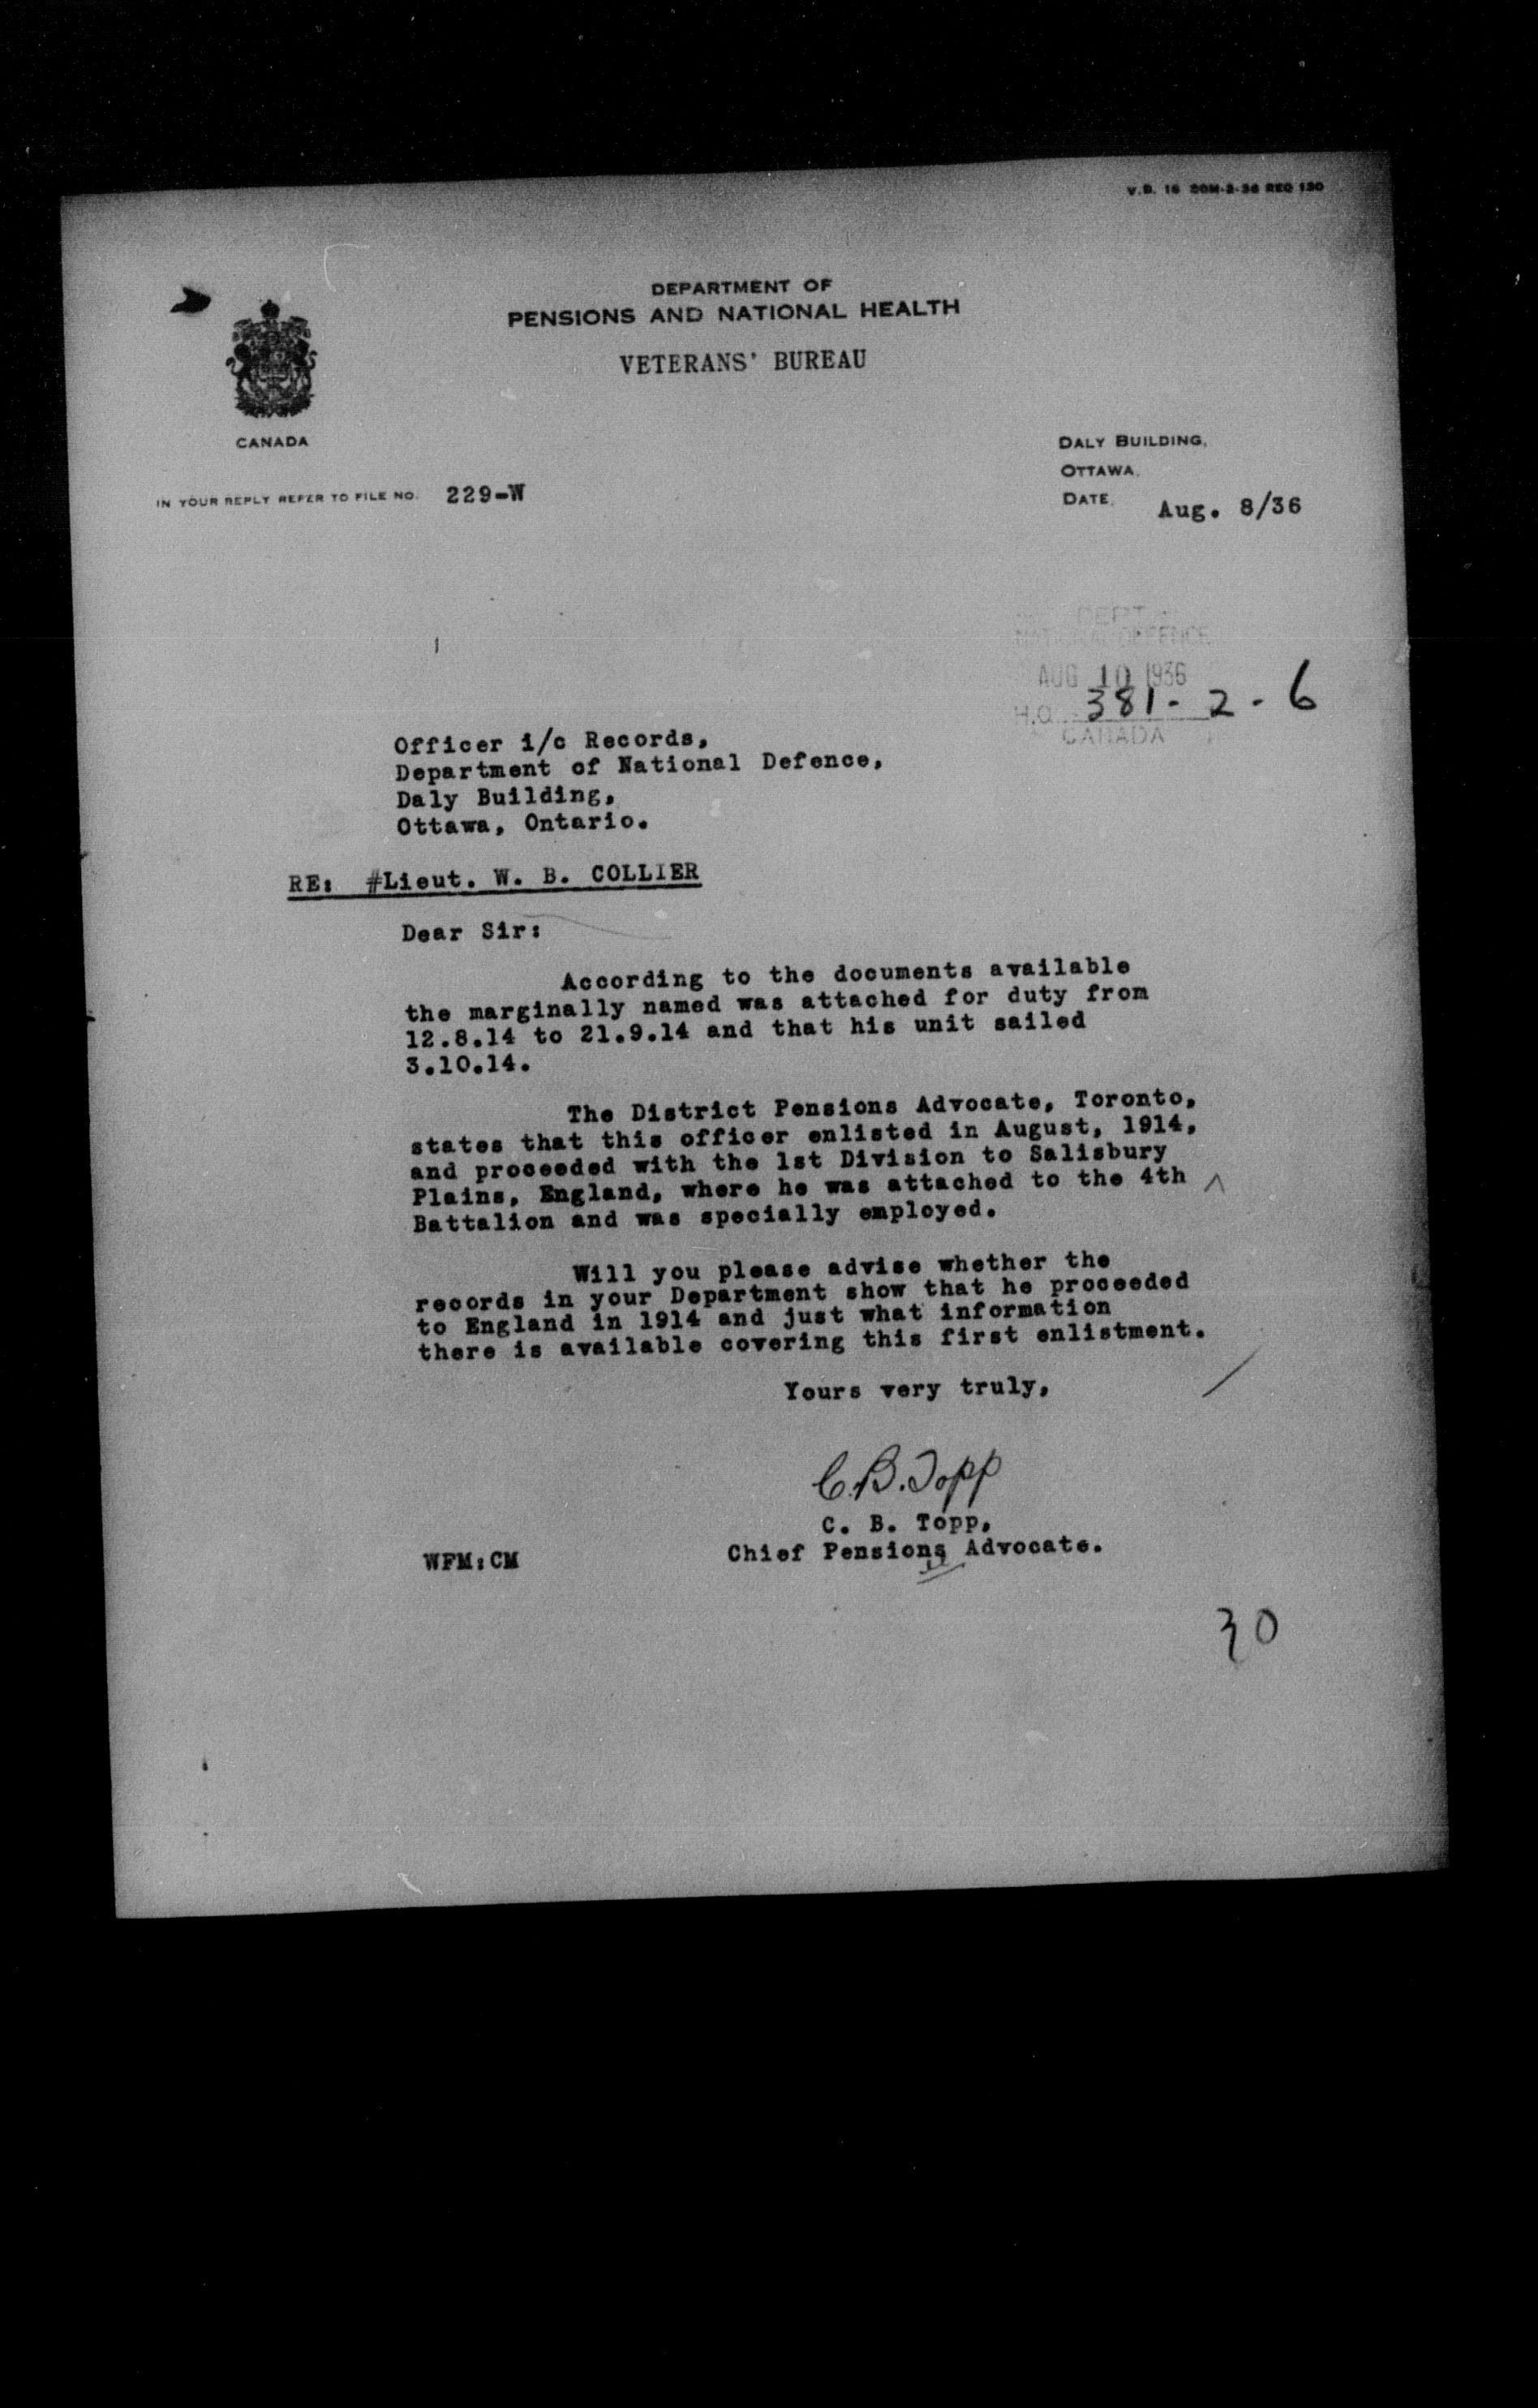 V.B. 16 50M-3-36 REQ 130
DEPARTMENT OF
PENSIONS AND NATIONAL HEALTH
VETERANS' BUREAU
CANADA
DALY BUILDING,
OTTAWA.
IN YOUR REPLY REFER TO FILE NO. 229-W
DATE, Aug. 8/36
DEPT.
NATIONAL DEFENCE
AUG 10 1936
H.Q. 381-2-6
CANADA
Officer i/c Records,
Department of National Defence,
Daly Building,
Ottawa, Ontario.
RE: #Lieut. W. B. COLLIER
Dear Sir:
According to the documents available
the marginally named was attached for duty from
12.8.14 to 21.9.14 and that his unit sailed
3.10.14.
The District Pensions Advocate, Toronto,
states that this officer enlisted in August, 1914,
and proceeded with the 1st Division to Salisbury
Plains, England, where he was attached to the 4th
Battalion and was specially employed.
Will you please advise whether the
records in your Department show that he proceeded
to England in 1914 and just what information
there is available covering this first enlistment.
Yours very truly,
C.B. Topp
C. B. Topp,
Chief Pensions Advocate.
WFM:CM
30